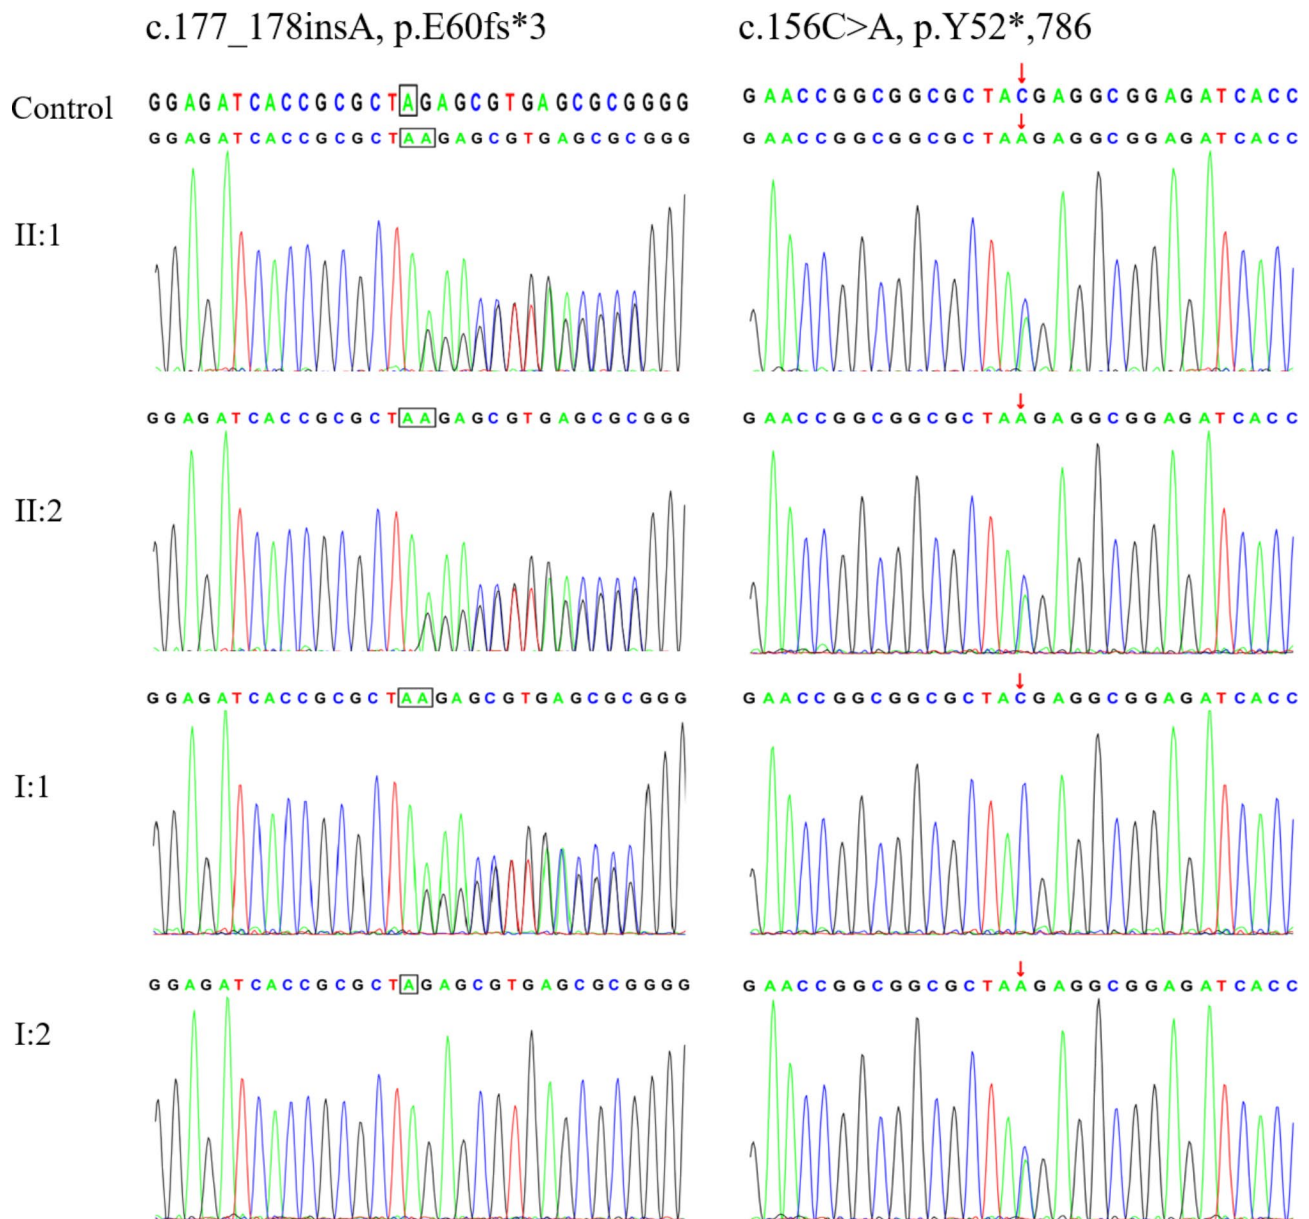 c.177_178insA, p.E60fs*3
c.156C>A, p.Y52*,786
Control
GGAGATCACCGCGCTAGAGCGTGAGCGCGGGG
GAACCGGCGGCGCTACGAGGCGGAGATCACC
GGAGATCACCGCGCTAAGAGCGTGAGCGCGGG
GAACCGGCGGCGCTAAGAGGCGGAGATCACC
II:1
GGAGATCACCGCGCTAAGAGCGTGAGCGCGGG
GAACCGGCGGCGCTAAGAGGCGGAGATCACC
II:2
GGAGATCACCGCGCTAAGAGCGTGAGCGCGGG
GAACCGGCGGCGCTACGAGGCGGAGATCACC
I:1
GGAGATCACCGCGCTAGAGCGTGAGCGCGGGG
GAACCGGCGGCGCTAAGAGGCGGAGATCACC
I:2